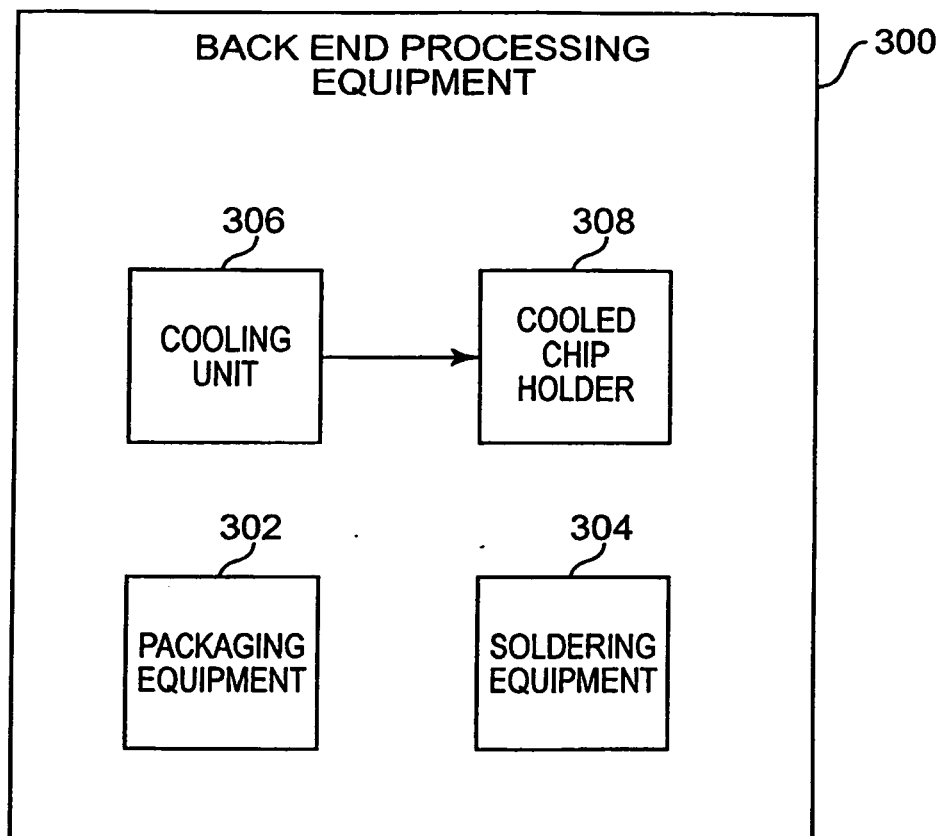 BACK END PROCESSING
EQUIPMENT
300
306
308
COOLING
UNIT
COOLED
CHIP
HOLDER
302
304
PACKAGING
EQUIPMENT
SOLDERING
EQUIPMENT